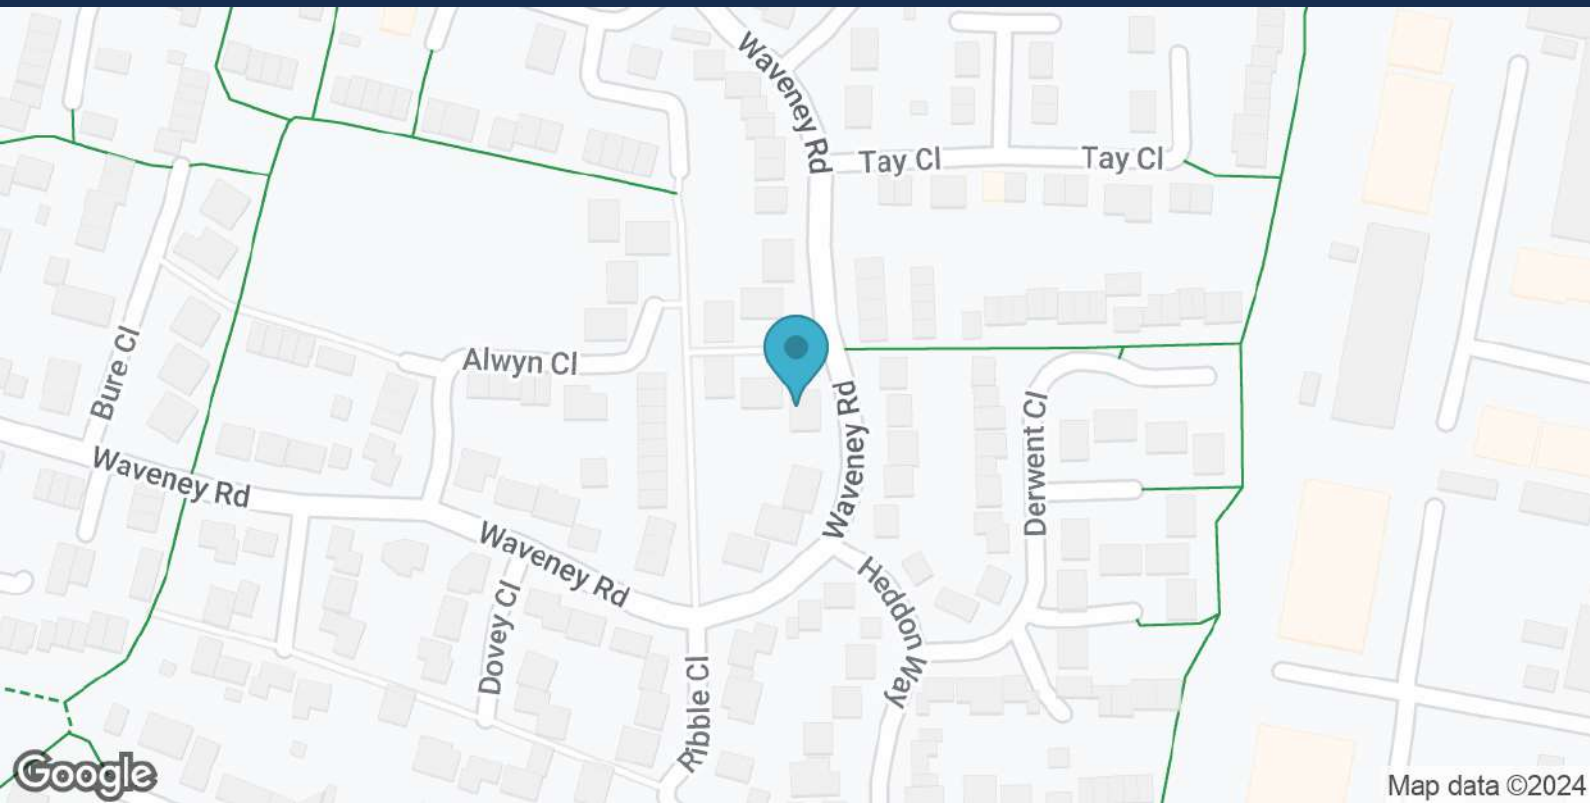 Waveney Rd
Tay Cl
Tay Cl
Bure Cl
Alwyn Cl
Waveney Rd
Derwent Cl
Waveney Rd
Waveney Rd
Heddon Way
Dovey Cl
Ribble Cl
Google
Map data ©2024